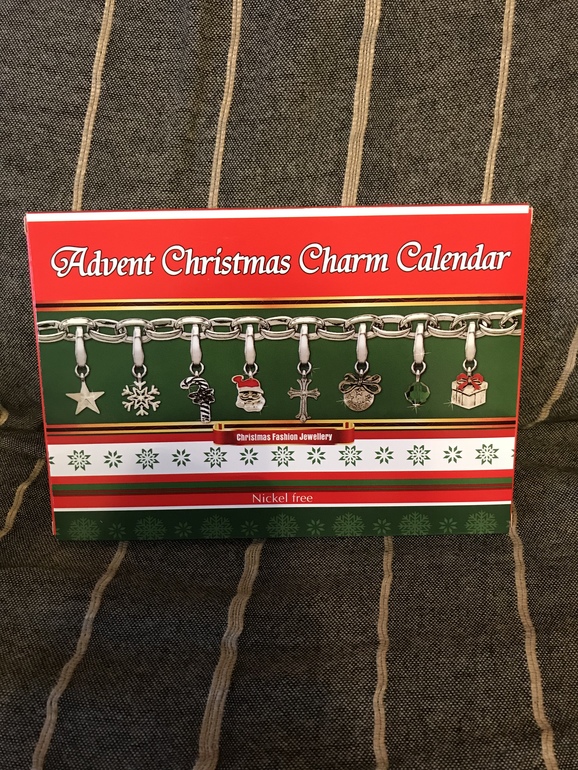 Advent Christmas Charm Calendar
Christmas Fashion Jewellery
Nickel free